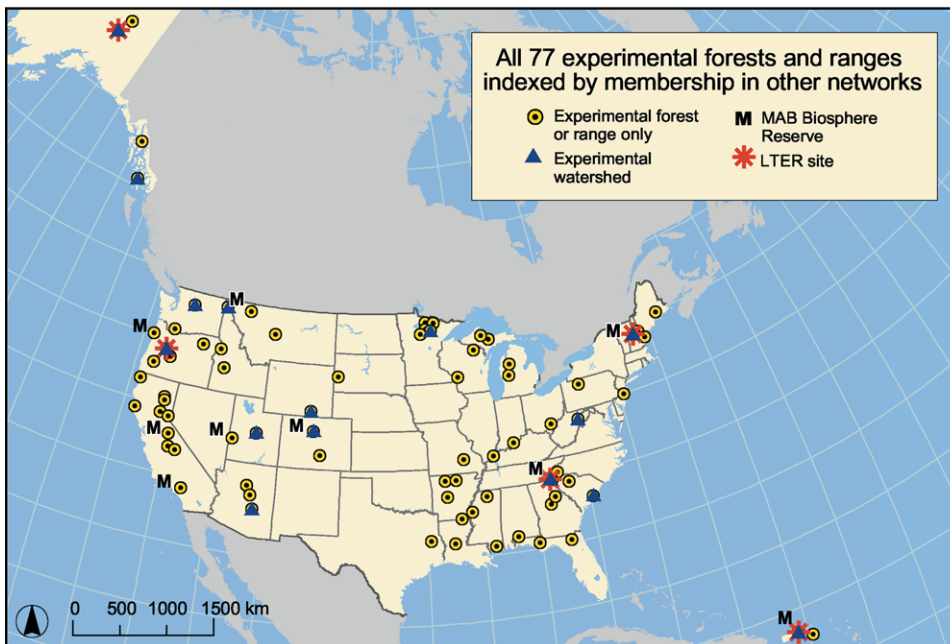 All 77 experimental forests and ranges
indexed by membership in other networks
Experimental forest
or range only
Experimental
watershed
M MAB Biosphere
Reserve
LTER site
M
M
M
M
M
M
M
M
M
M
0 500 1000 1500 km